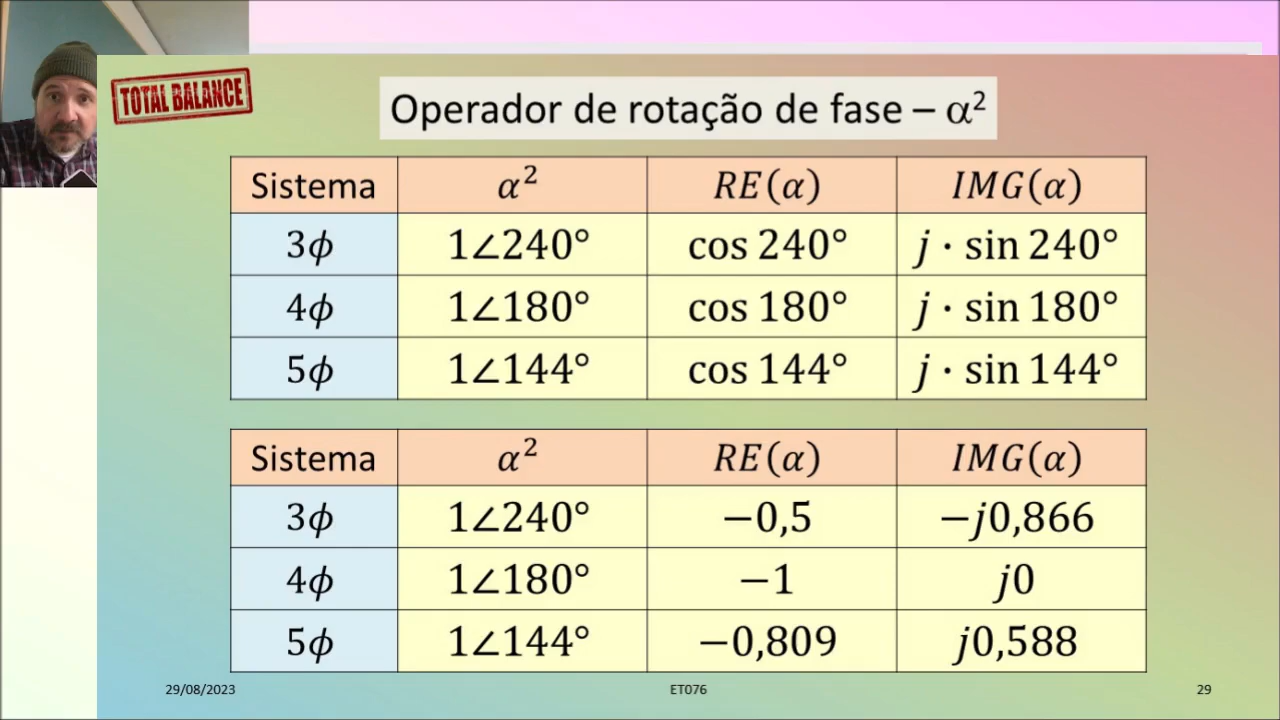 TOTAL BALANCE
Operador de rotação de fase – α²
Sistema α² RE(α) IMG(α)
3ϕ 1∠240° cos 240° j · sin 240°
4ϕ 1∠180° cos 180° j · sin 180°
5ϕ 1∠144° cos 144° j · sin 144°
Sistema α² RE(α) IMG(α)
3ϕ 1∠240° −0,5 −j0,866
4ϕ 1∠180° −1 j0
5ϕ 1∠144° −0,809 j0,588
29/08/2023 ET076 29